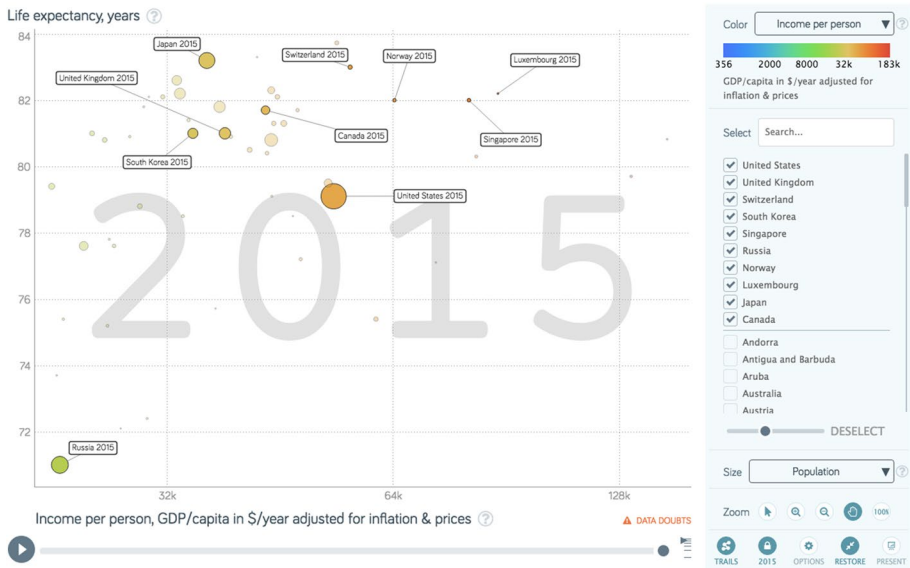 Life expectancy, years ?
84
82
80
78
76
74
72
Japan 2015
Switzerland 2015
Norway 2015
Luxembourg 2015
United Kingdom 2015
Canada 2015
Singapore 2015
South Korea 2015
United States 2015
2015
Russia 2015
32k
64k
128k
Income per person, GDP/capita in $/year adjusted for inflation & prices ?
DATA DOUBTS
Color Income per person ?
356 2000 8000 32k 183k
GDP/capita in $/year adjusted for
inflation & prices
Select Search...
United States
United Kingdom
Switzerland
South Korea
Singapore
Russia
Norway
Luxembourg
Japan
Canada
Andorra
Antigua and Barbuda
Aruba
Australia
Austria
DESELECT
Size Population ?
Zoom 100%
TRAILS 2015 OPTIONS RESTORE PRESENT